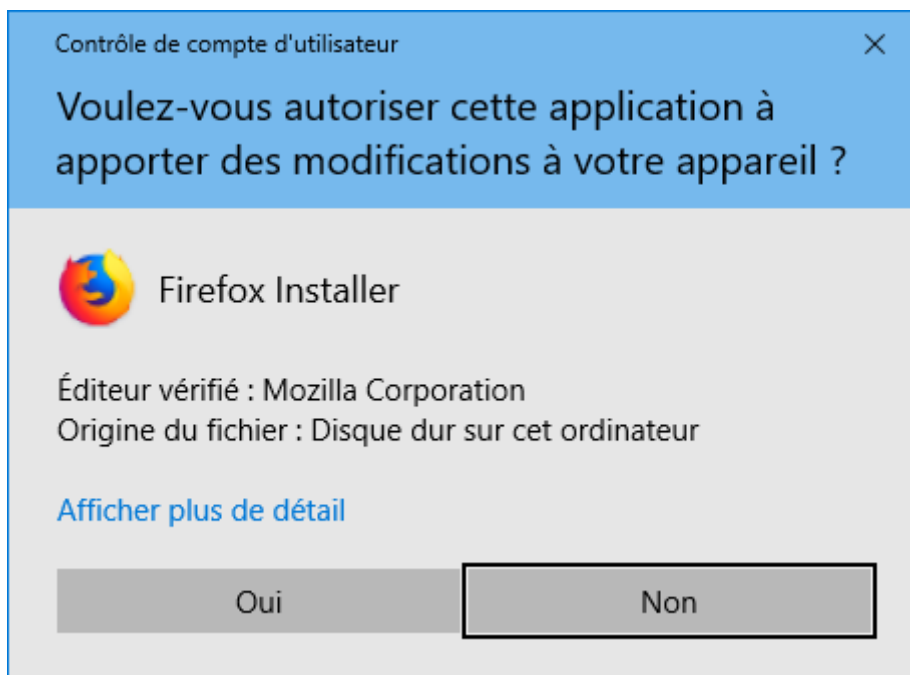 Contrôle de compte d'utilisateur
Voulez-vous autoriser cette application à
apporter des modifications à votre appareil ?
Firefox Installer
Éditeur vérifié : Mozilla Corporation
Origine du fichier : Disque dur sur cet ordinateur
Afficher plus de détail
Oui
Non